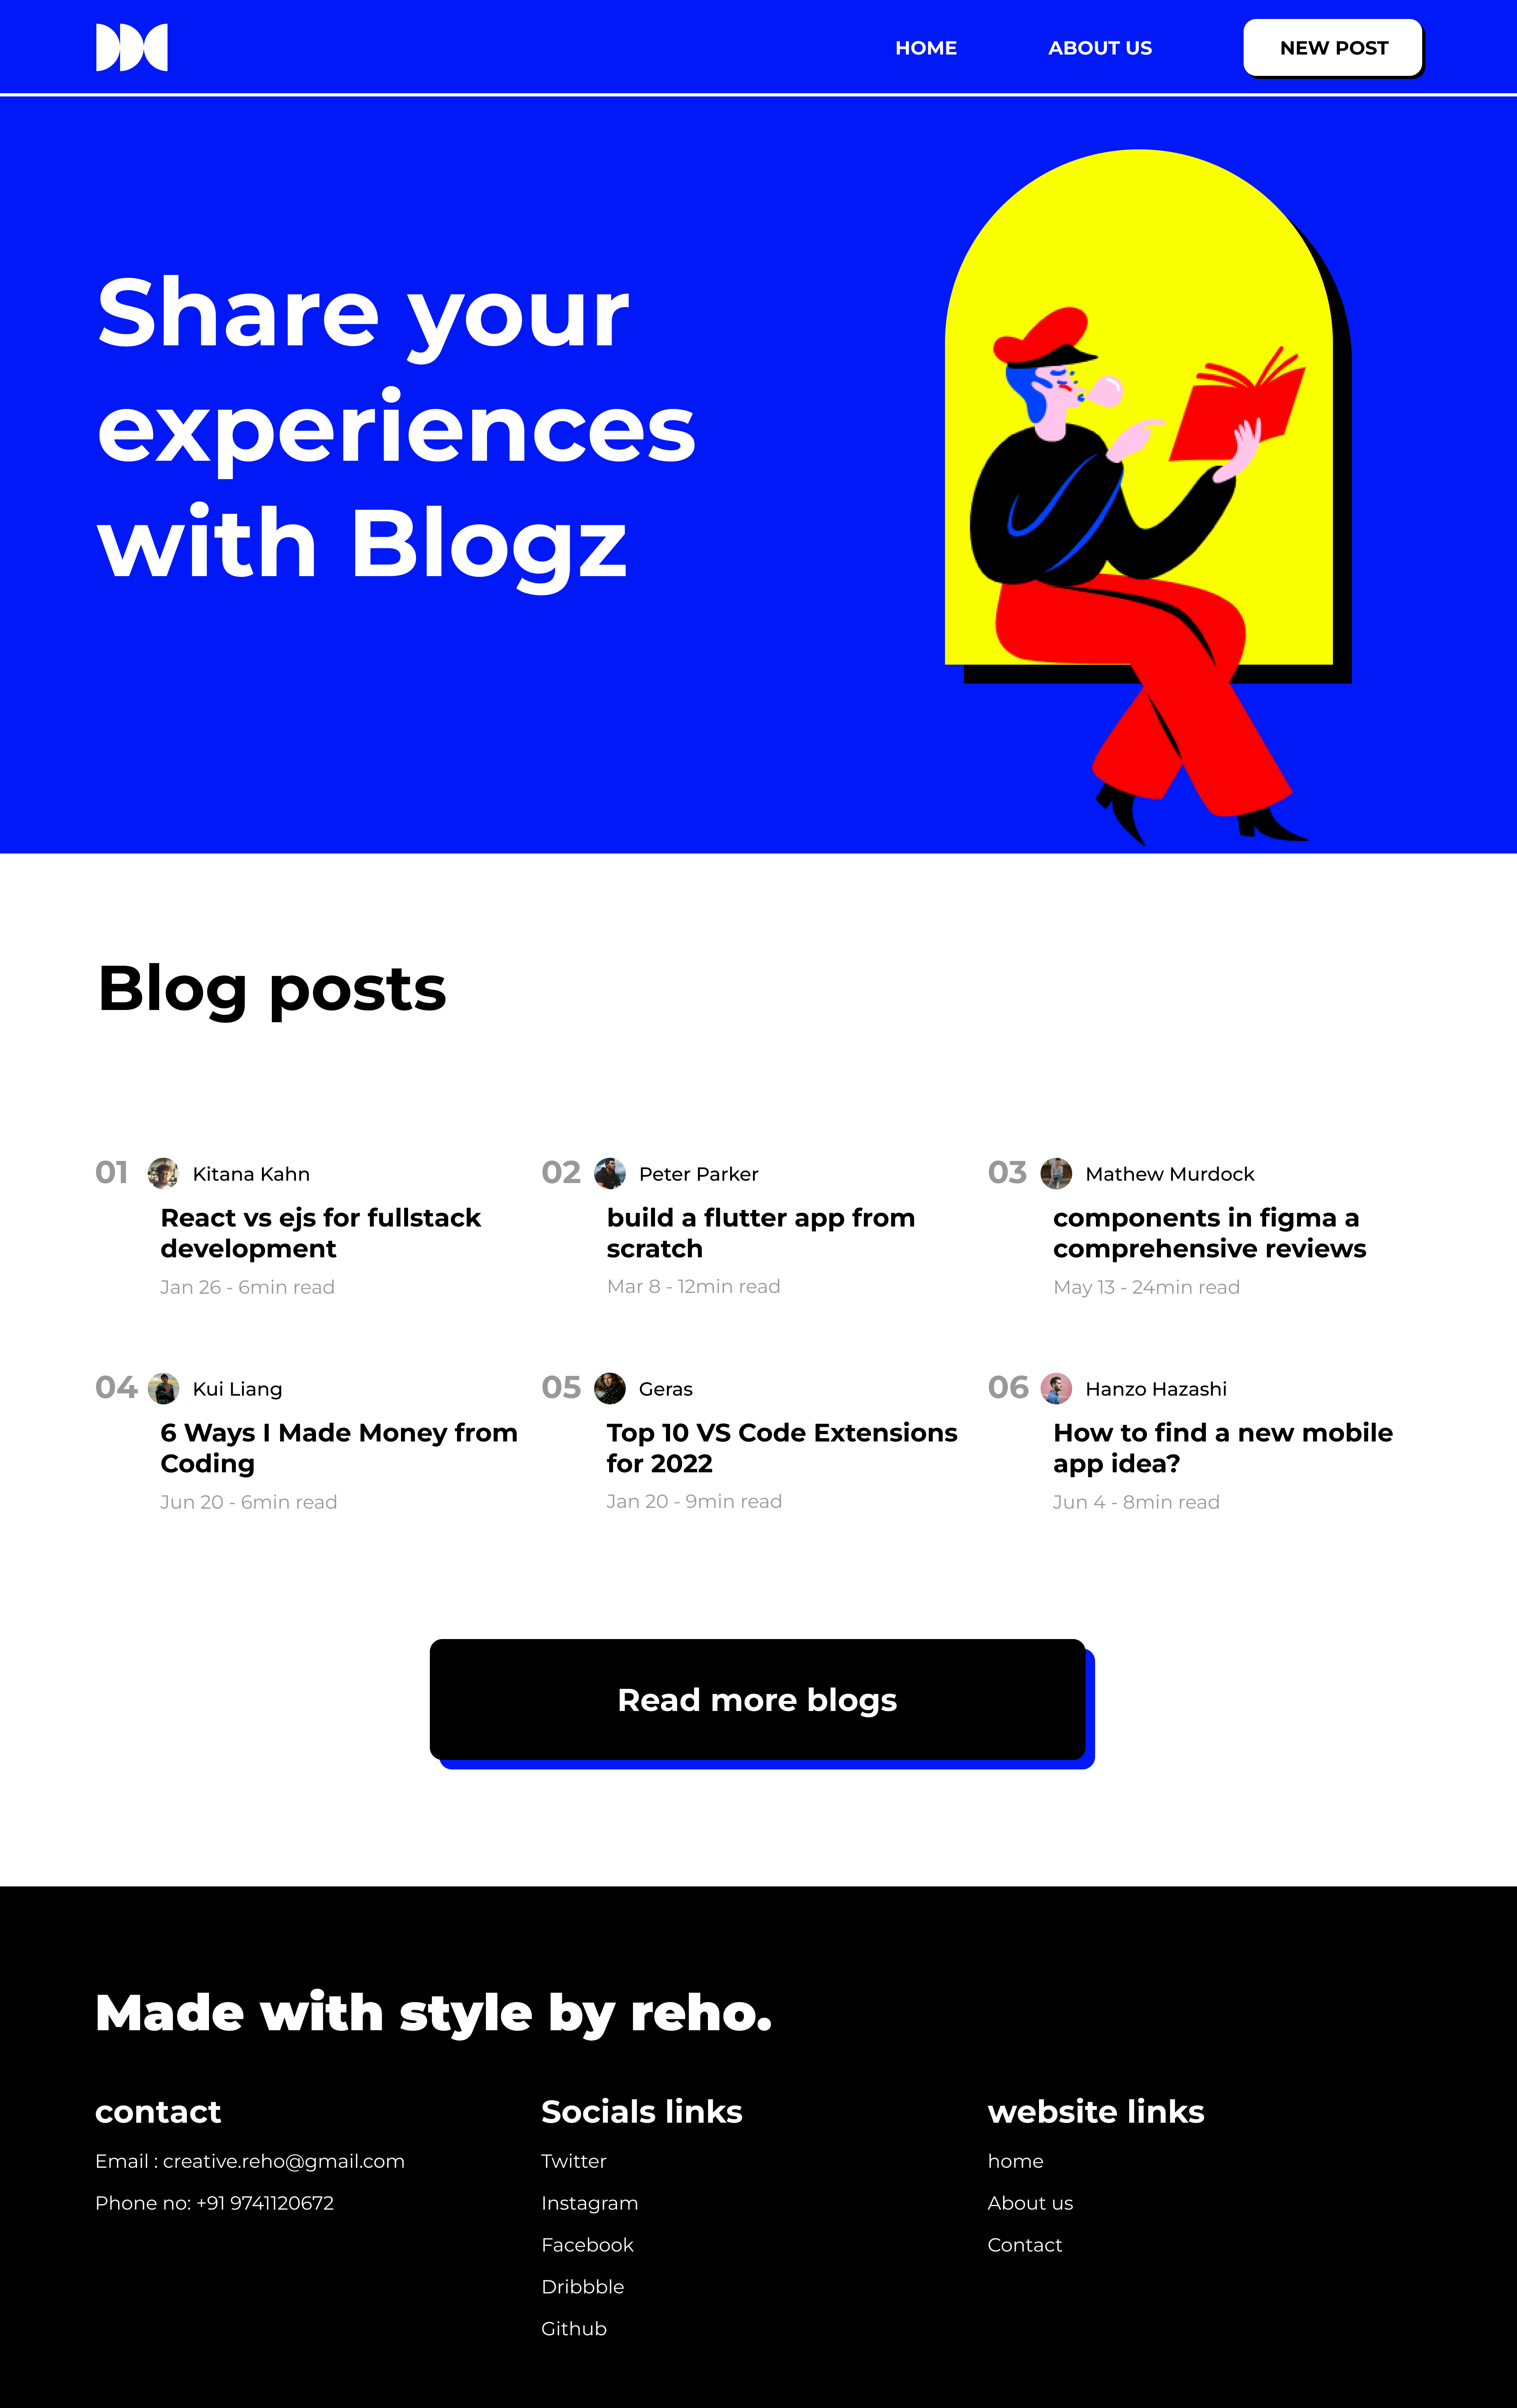 HOME
ABOUT US
NEW POST
Share your
experiences
with Blogz
Blog posts
01
Kitana Kahn
React vs ejs for fullstack
development
Jan 26 - 6min read
02
Peter Parker
build a flutter app from
scratch
Mar 8 - 12min read
03
Mathew Murdock
components in figma a
comprehensive reviews
May 13 - 24min read
04
Kui Liang
6 Ways I Made Money from
Coding
Jun 20 - 6min read
05
Geras
Top 10 VS Code Extensions
for 2022
Jan 20 - 9min read
06
Hanzo Hazashi
How to find a new mobile
app idea?
Jun 4 - 8min read
Read more blogs
Made with style by reho.
contact
Email : creative.reho@gmail.com
Phone no: +91 9741120672
Socials links
Twitter
Instagram
Facebook
Dribbble
Github
website links
home
About us
Contact